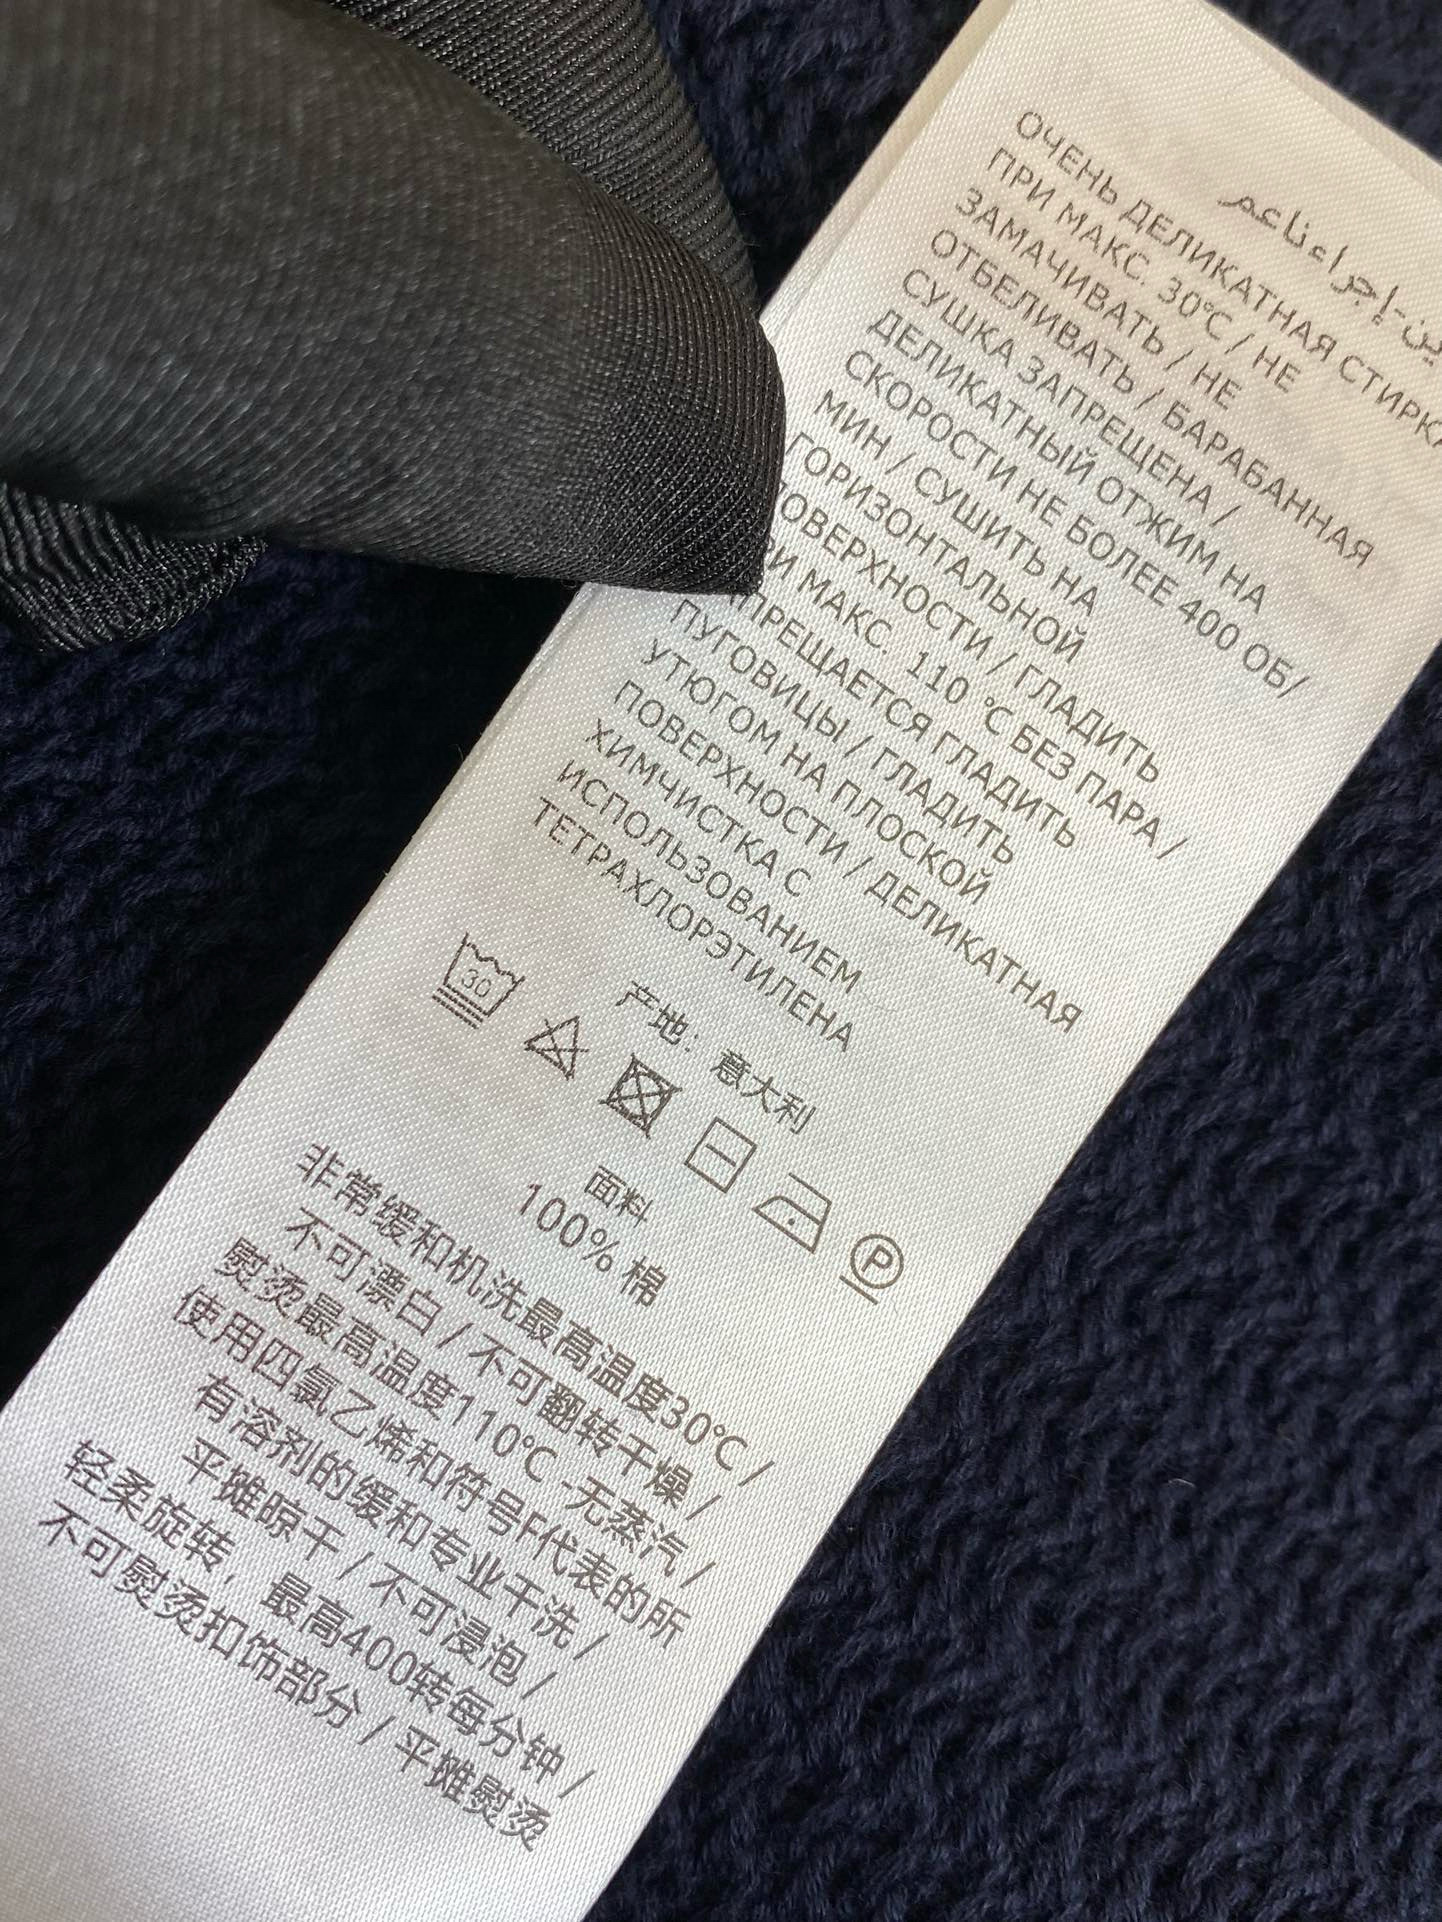 إجراء ناعم
ОЧЕНЬ ДЕЛИКАТНАЯ СТИРКА
ПРИ МАКС. 30℃ / НЕ
ЗАМАЧИВАТЬ / НЕ
ОТБЕЛИВАТЬ / БАРАБАННАЯ
СУШКА ЗАПРЕЩЕНА /
ДЕЛИКАТНЫЙ ОТЖИМ НА
СКОРОСТИ НЕ БОЛЕЕ 400 ОБ/
МИН / СУШИТЬ НА
ГОРИЗОНТАЛЬНОЙ
ПОВЕРХНОСТИ / ГЛАДИТЬ
РИ МАКС. 110 ℃ БЕЗ ПАРА /
ПРЕЩАЕТСЯ ГЛАДИТЬ
ПУГОВИЦЫ / ГЛАДИТЬ
УТЮГОМ НА ПЛОСКОЙ
ПОВЕРХНОСТИ / ДЕЛИКАТНАЯ
ХИМЧИСТКА С
ИСПОЛЬЗОВАНИЕМ
ТЕТРАХЛОРЭТИЛЕНА
产地：意大利
30
P
面料
100% 棉
非常缓和机洗最高温度30℃ /
不可漂白 / 不可翻转干燥 /
熨烫最高温度110℃ -无蒸汽 /
使用四氯乙烯和符号F代表的所
有溶剂的缓和专业干洗 /
平摊晾干 / 不可浸泡 /
轻柔旋转，最高400转每分钟 /
不可熨烫扣饰部分 / 平摊熨烫